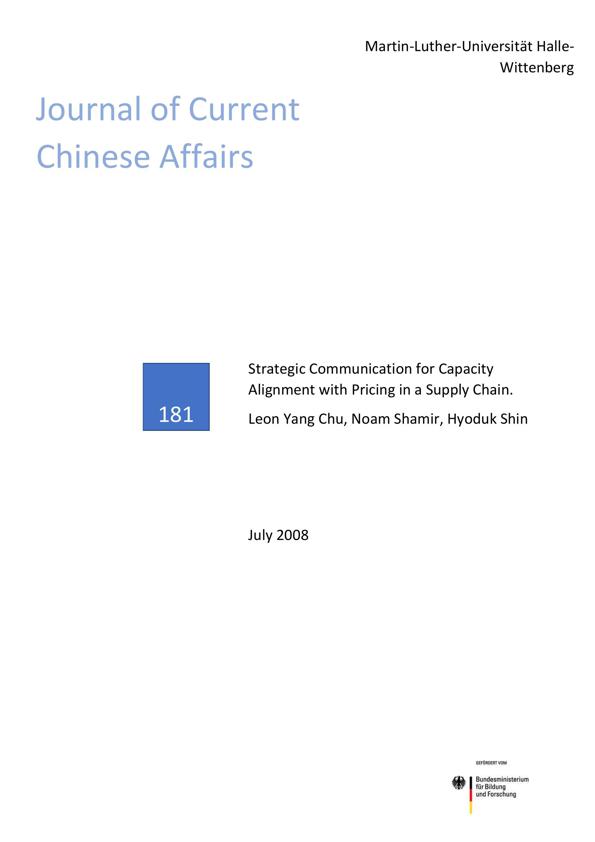 Martin-Luther-Universität Halle-
Wittenberg
Journal of Current
Chinese Affairs
181
Strategic Communication for Capacity
Alignment with Pricing in a Supply Chain.
Leon Yang Chu, Noam Shamir, Hyoduk Shin
July 2008
GEFÖRDERT VOM
Bundesministerium
für Bildung
und Forschung